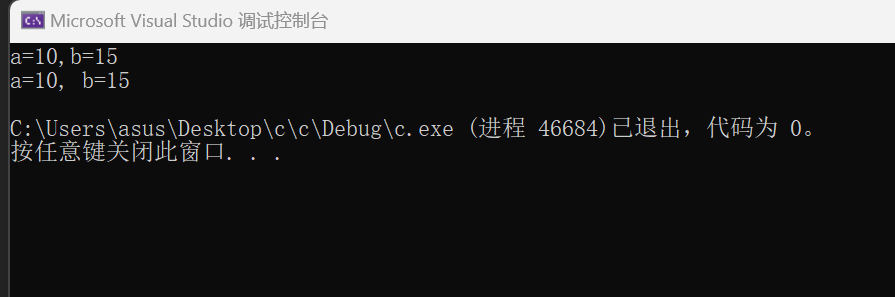 C:\ Microsoft Visual Studio 调试控制台
a=10,b=15
a=10, b=15
C:\Users\asus\Desktop\c\c\Debug\c.exe (进程 46684)已退出，代码为 0。
按任意键关闭此窗口. . .